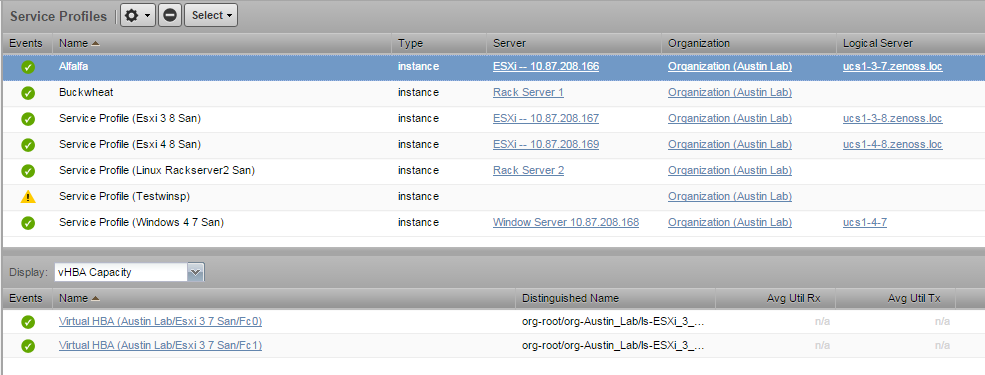 Service Profiles Select
Events Name Type Server Organization Logical Server
Alfalfa instance ESXi -- 10.87.208.166 Organization (Austin Lab) ucs1-3-7.zenoss.loc
Buckwheat instance Rack Server 1 Organization (Austin Lab)
Service Profile (Esxi 3 8 San) instance ESXi -- 10.87.208.167 Organization (Austin Lab) ucs1-3-8.zenoss.loc
Service Profile (Esxi 4 8 San) instance ESXi -- 10.87.208.169 Organization (Austin Lab) ucs1-4-8.zenoss.loc
Service Profile (Linux Rackserver2 San) instance Rack Server 2 Organization (Austin Lab)
Service Profile (Testwinsp) instance Organization (Austin Lab)
Service Profile (Windows 4 7 San) instance Window Server 10.87.208.168 Organization (Austin Lab) ucs1-4-7
Display: vHBA Capacity
Events Name Distinguished Name Avg Util Rx Avg Util Tx
Virtual HBA (Austin Lab/Esxi 3 7 San/Fc0) org-root/org-Austin_Lab/ls-ESXi_3_... n/a n/a
Virtual HBA (Austin Lab/Esxi 3 7 San/Fc1) org-root/org-Austin_Lab/ls-ESXi_3_... n/a n/a